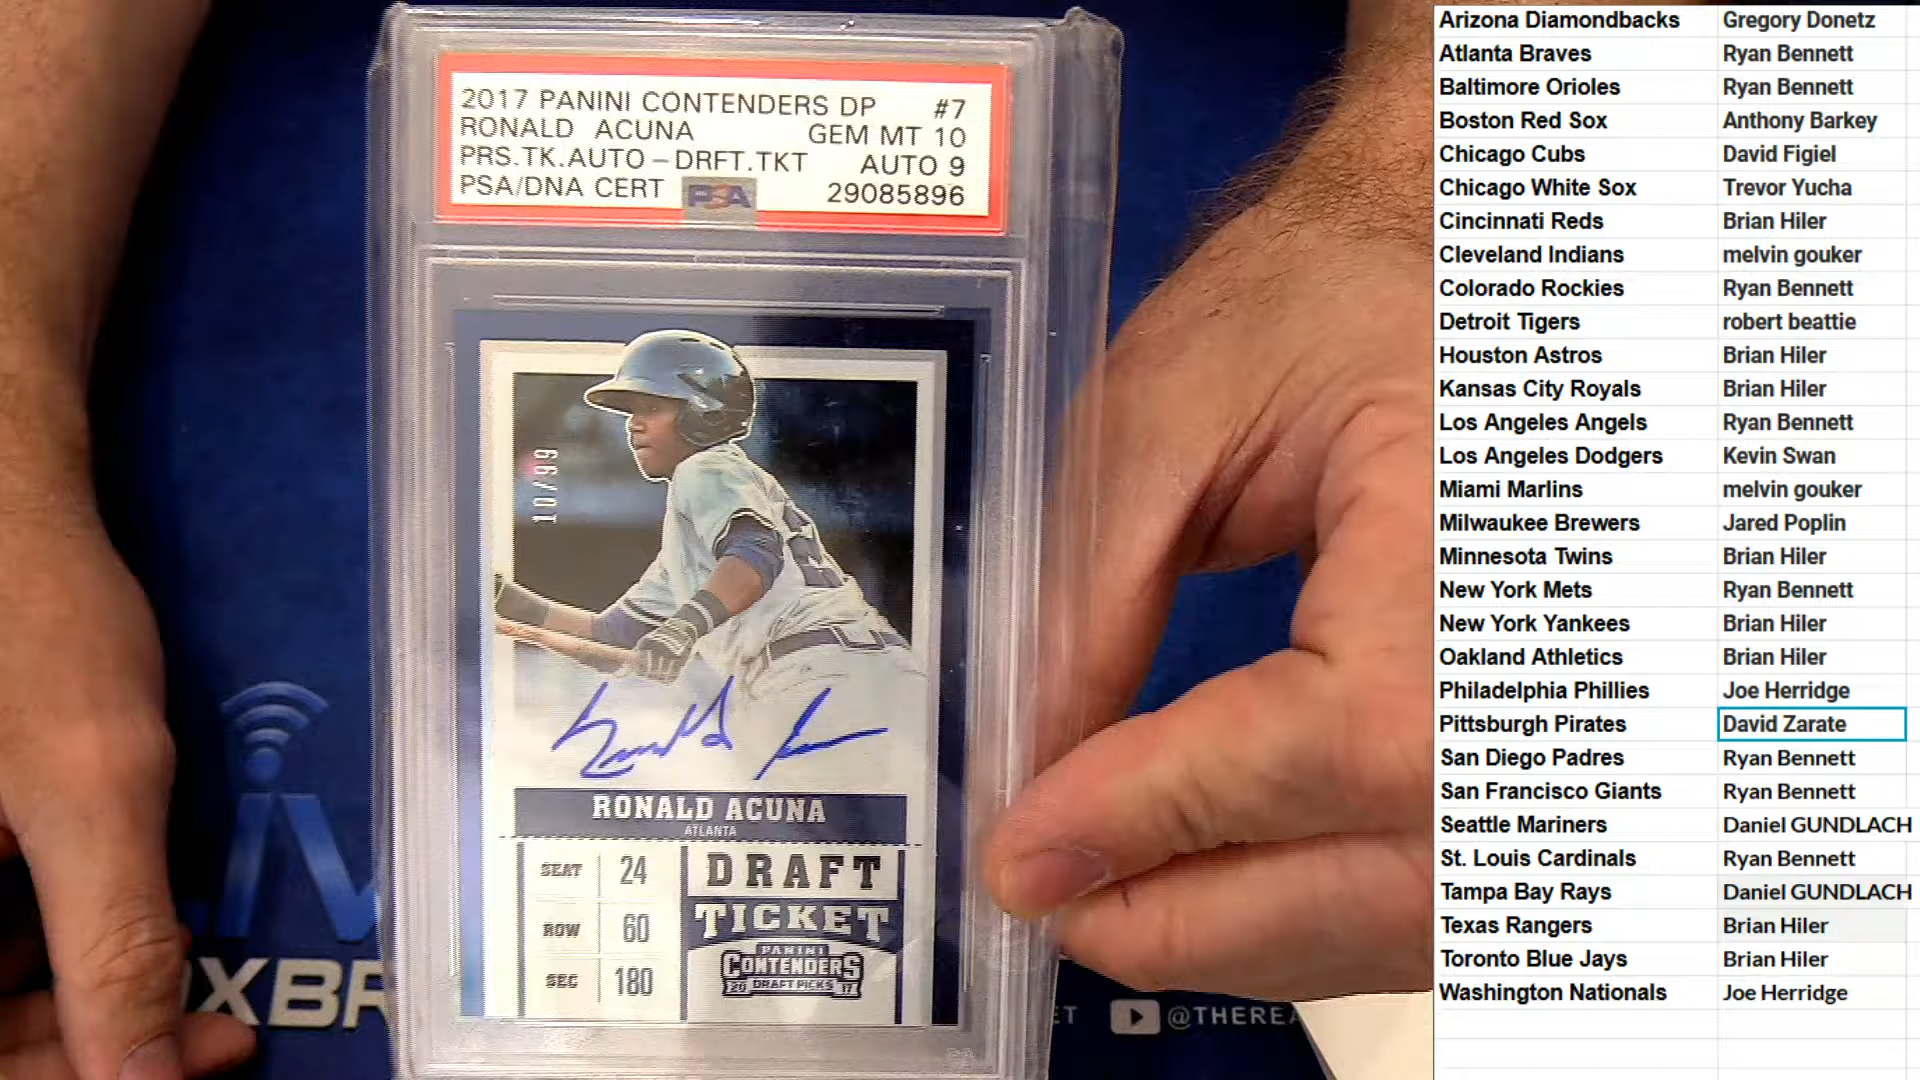 2017 PANINI CONTENDERS DP #7
RONALD ACUNA GEM MT 10
PRS.TK.AUTO-DRFT.TKT AUTO 9
PSA/DNA CERT PSA 29085896
10/99
RONALD ACUNA
ATLANTA
SEAT 24
ROW 60
SEC 180
DRAFT
TICKET
PANINI
CONTENDERS
20 DRAFT PICKS 17
XBR
@THEREA
Arizona Diamondbacks Gregory Donetz
Atlanta Braves Ryan Bennett
Baltimore Orioles Ryan Bennett
Boston Red Sox Anthony Barkey
Chicago Cubs David Figiel
Chicago White Sox Trevor Yucha
Cincinnati Reds Brian Hiler
Cleveland Indians melvin gouker
Colorado Rockies Ryan Bennett
Detroit Tigers robert beattie
Houston Astros Brian Hiler
Kansas City Royals Brian Hiler
Los Angeles Angels Ryan Bennett
Los Angeles Dodgers Kevin Swan
Miami Marlins melvin gouker
Milwaukee Brewers Jared Poplin
Minnesota Twins Brian Hiler
New York Mets Ryan Bennett
New York Yankees Brian Hiler
Oakland Athletics Brian Hiler
Philadelphia Phillies Joe Herridge
Pittsburgh Pirates David Zarate
San Diego Padres Ryan Bennett
San Francisco Giants Ryan Bennett
Seattle Mariners Daniel GUNDLACH
St. Louis Cardinals Ryan Bennett
Tampa Bay Rays Daniel GUNDLACH
Texas Rangers Brian Hiler
Toronto Blue Jays Brian Hiler
Washington Nationals Joe Herridge